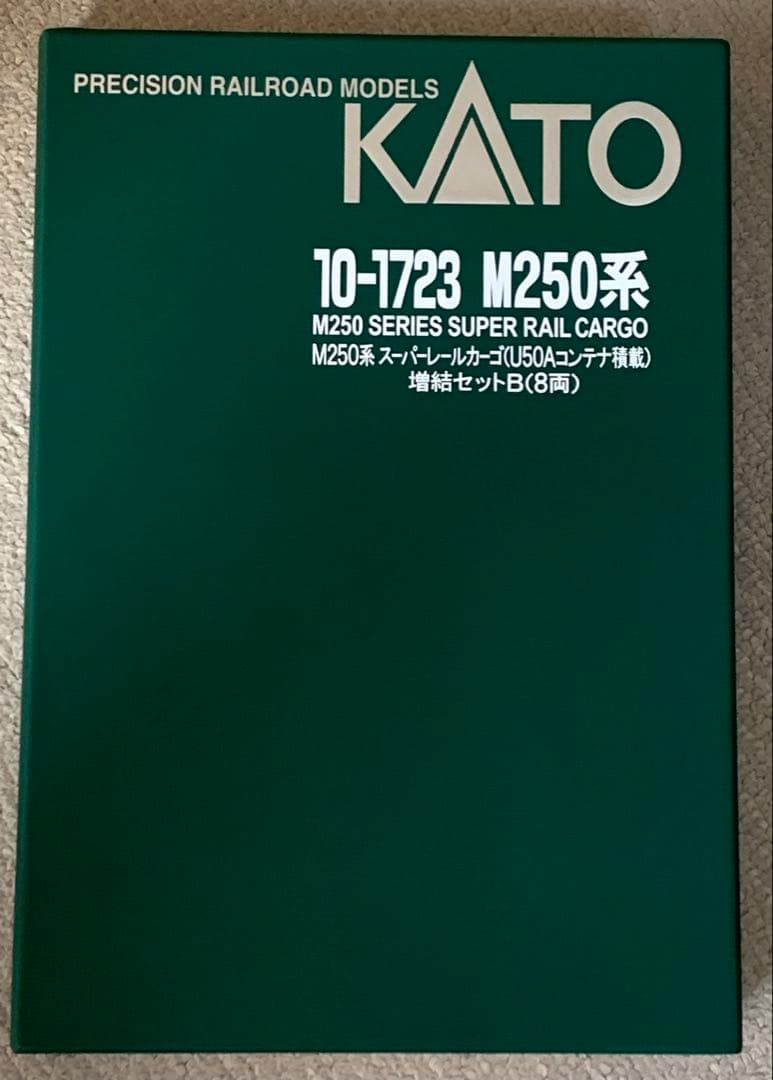 PRECISION RAILROAD MODELS
KATO
10-1723 M250系
M250 SERIES SUPER RAIL CARGO
M250系 スーパーレールカーゴ(U50Aコンテナ積載)
増結セットB(8両)